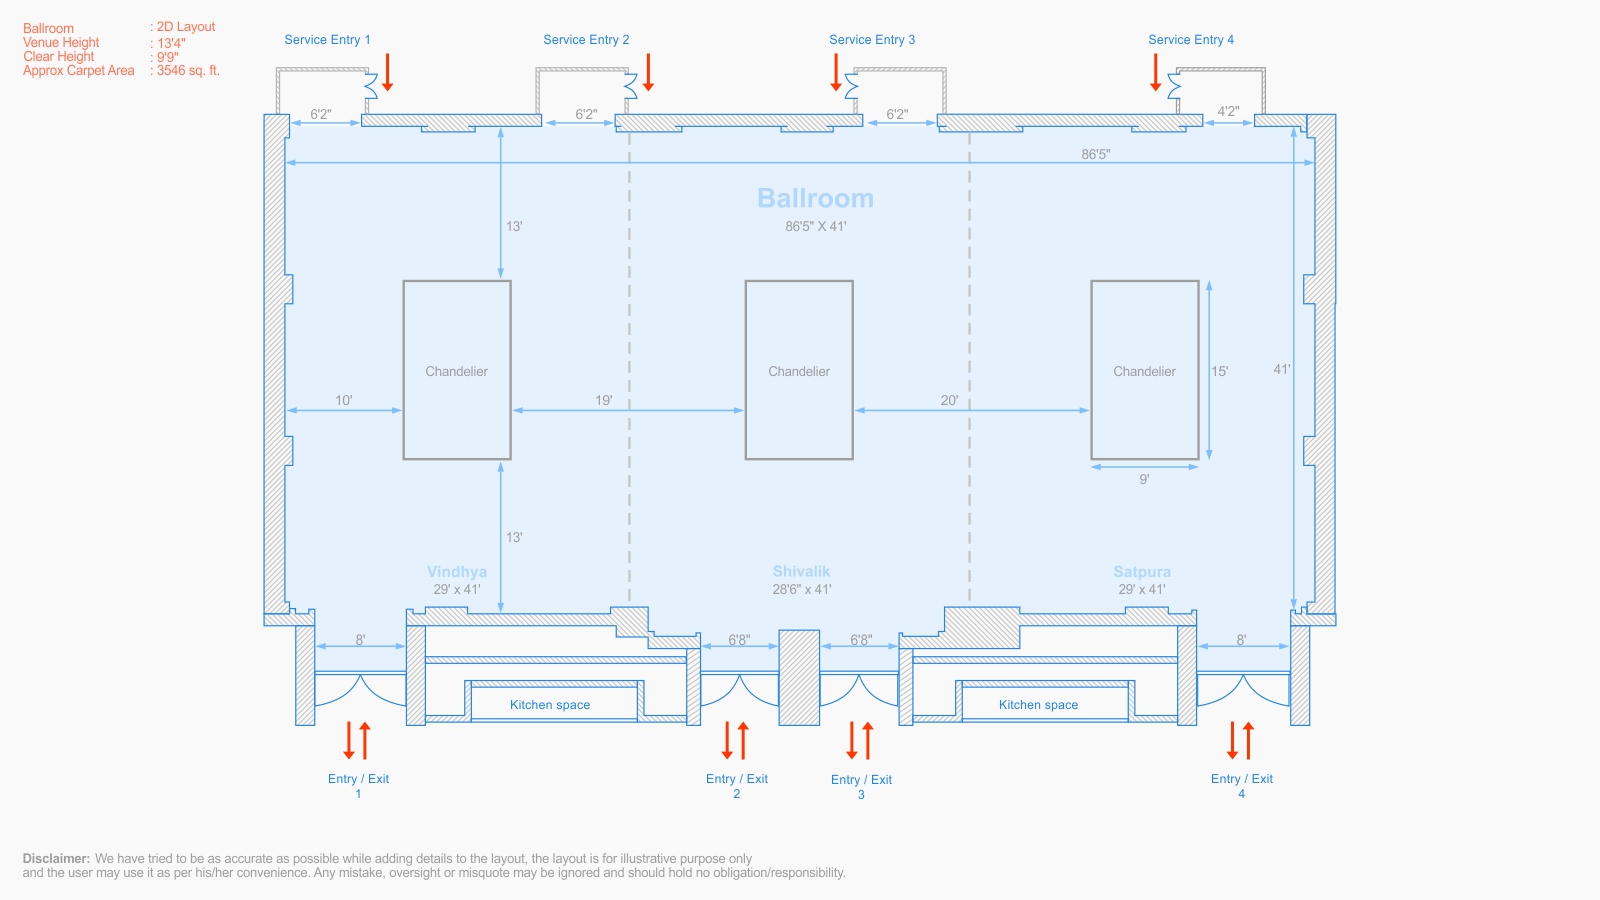 Ballroom : 2D Layout
Venue Height : 13'4"
Clear Height : 9'9"
Approx Carpet Area : 3546 sq. ft.
Service Entry 1
Service Entry 2
Service Entry 3
Service Entry 4
6'2"
6'2"
6'2"
4'2"
86'5"
Ballroom
86'5" X 41'
13'
Chandelier
Chandelier
Chandelier
15'
41'
10'
19'
20'
9'
13'
Vindhya
29' x 41'
Shivalik
28'6" x 41'
Satpura
29' x 41'
8'
6'8"
6'8"
8'
Kitchen space
Kitchen space
Entry / Exit
1
Entry / Exit
2
Entry / Exit
3
Entry / Exit
4
Disclaimer: We have tried to be as accurate as possible while adding details to the layout, the layout is for illustrative purpose only
and the user may use it as per his/her convenience. Any mistake, oversight or misquote may be ignored and should hold no obligation/responsibility.